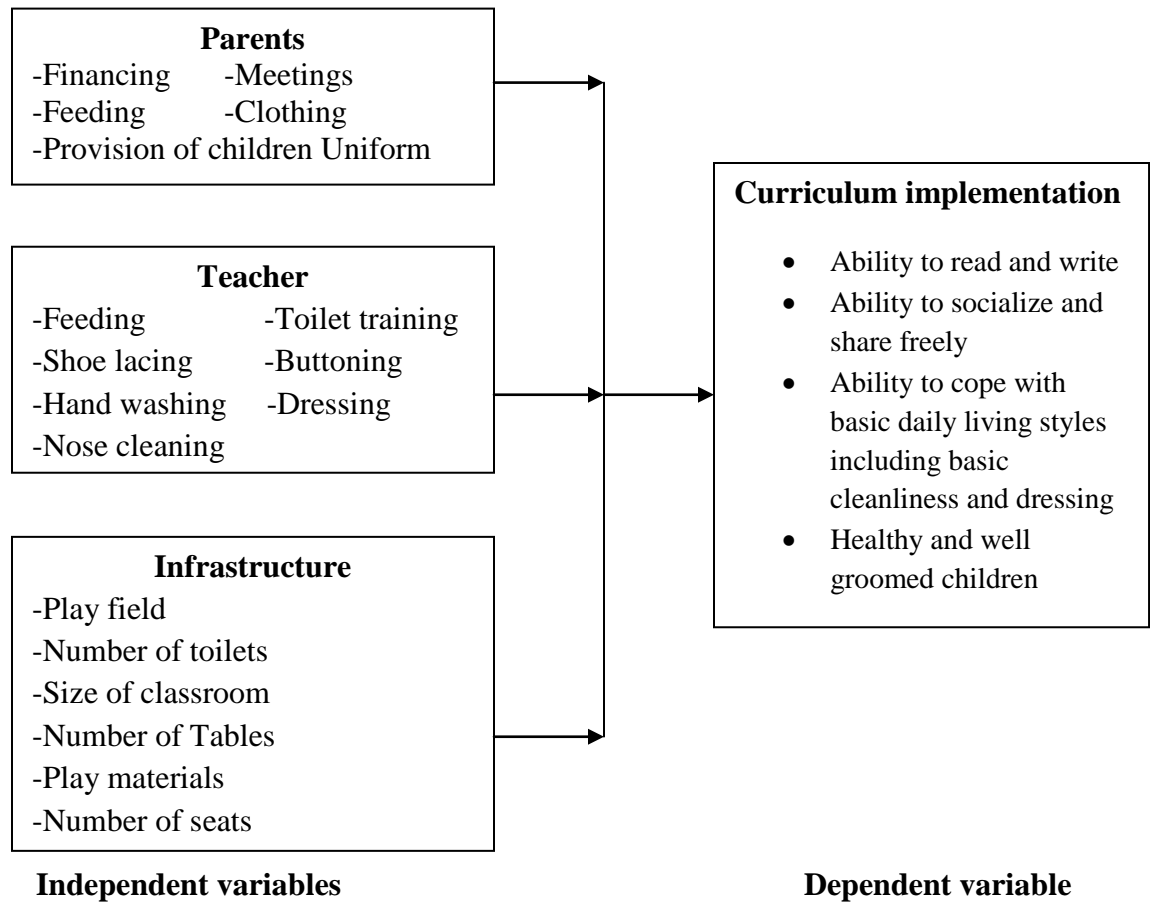 Parents
-Financing -Meetings
-Feeding -Clothing
-Provision of children Uniform
Teacher
-Feeding -Toilet training
-Shoe lacing -Buttoning
-Hand washing -Dressing
-Nose cleaning
Infrastructure
-Play field
-Number of toilets
-Size of classroom
-Number of Tables
-Play materials
-Number of seats
Curriculum implementation
• Ability to read and write
• Ability to socialize and
share freely
• Ability to cope with
basic daily living styles
including basic
cleanliness and dressing
• Healthy and well
groomed children
Independent variables
Dependent variable